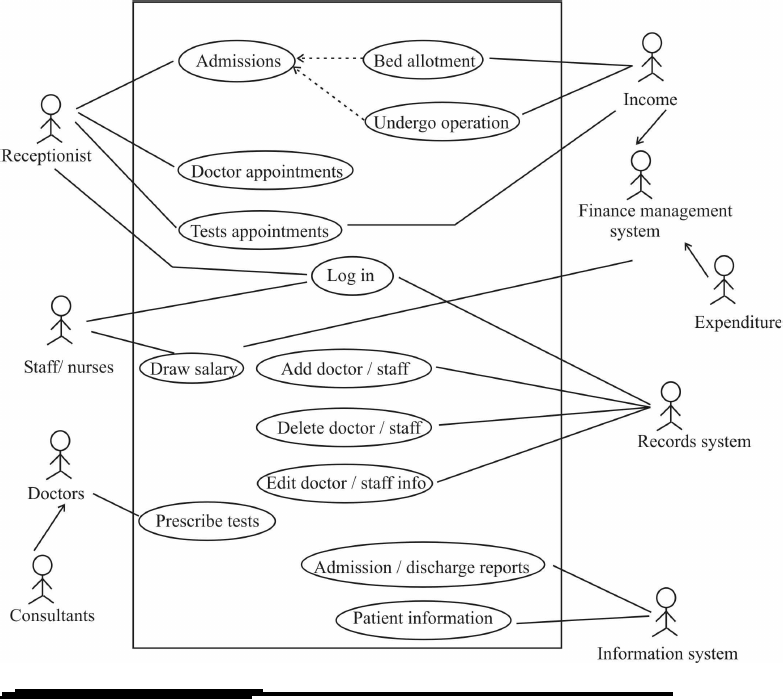 Admissions
Bed allotment
Income
Undergo operation
Receptionist
Doctor appointments
Finance management
system
Tests appointments
Log in
Expenditure
Staff/ nurses
Draw salary
Add doctor / staff
Delete doctor / staff
Records system
Edit doctor / staff info
Doctors
Prescribe tests
Admission / discharge reports
Consultants
Patient information
Information system